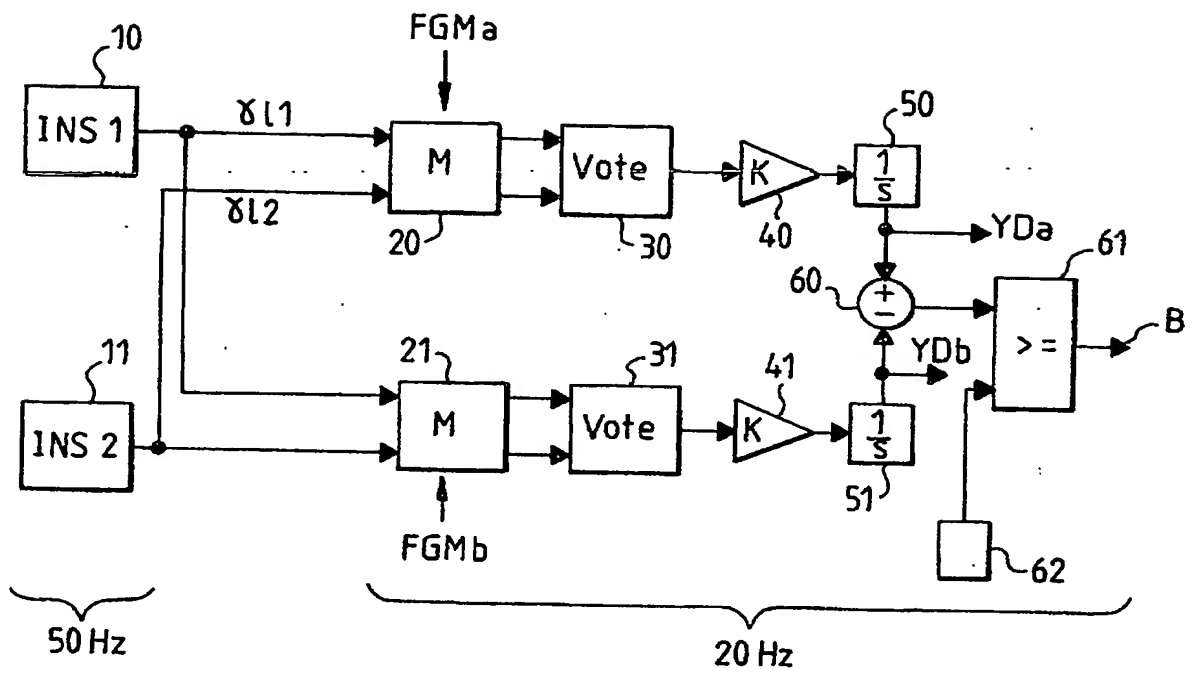 FGMa
10
INS 1
γl1
γl2
M
20
Vote
30
K
40
50
1
s
YDa
60
+
−
61
>=
B
11
INS 2
21
M
FGMb
31
Vote
41
K
1
s
51
YDb
62
50 Hz
20 Hz